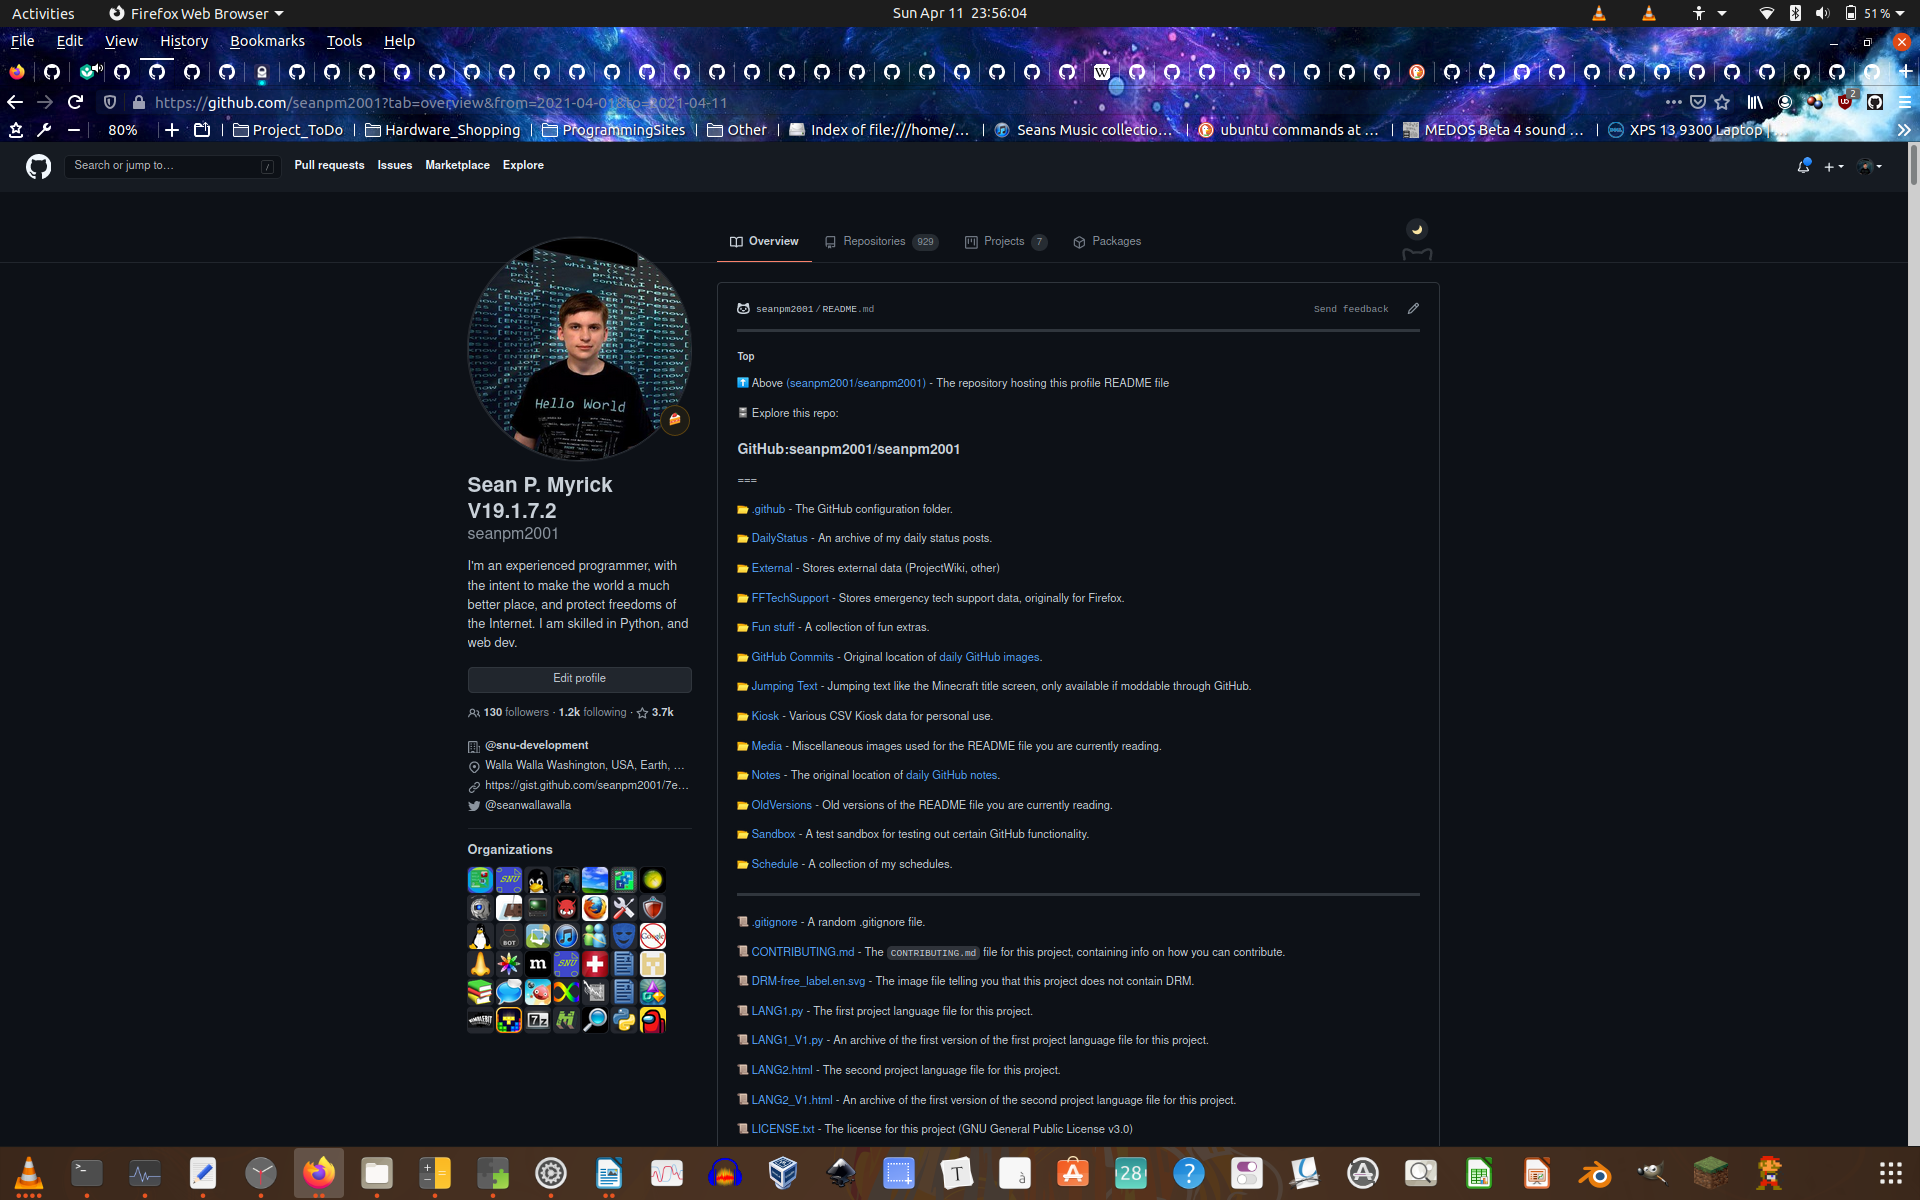 Activities
Firefox Web Browser
Sun Apr 11 23:56:04
51 %
File Edit View History Bookmarks Tools Help
https://github.com/seanpm2001?tab=overview&from=2021-04-01&to=2021-04-11
2
80%
Project_ToDo
Hardware_Shopping
ProgrammingSites
Other
Index of file:///home/...
Seans Music collectio...
ubuntu commands at ...
MEDOS Beta 4 sound ...
XPS 13 9300 Laptop |...
Search or jump to...
/
Pull requests Issues Marketplace Explore
Overview
Repositories 929
Projects 7
Packages
Hello World
Sean P. Myrick
V19.1.7.2
seanpm2001
I'm an experienced programmer, with
the intent to make the world a much
better place, and protect freedoms of
the Internet. I am skilled in Python, and
web dev.
Edit profile
130 followers · 1.2k following · 3.7k
@snu-development
Walla Walla Washington, USA, Earth, ...
https://gist.github.com/seanpm2001/7e...
@seanwallawalla
Organizations
seanpm2001/README.md
Send feedback
Top
Above (seanpm2001/seanpm2001) - The repository hosting this profile README file
Explore this repo:
GitHub:seanpm2001/seanpm2001
===
.github - The GitHub configuration folder.
DailyStatus - An archive of my daily status posts.
External - Stores external data (ProjectWiki, other)
FFTechSupport - Stores emergency tech support data, originally for Firefox.
Fun stuff - A collection of fun extras.
GitHub Commits - Original location of daily GitHub images.
Jumping Text - Jumping text like the Minecraft title screen, only available if moddable through GitHub.
Kiosk - Various CSV Kiosk data for personal use.
Media - Miscellaneous images used for the README file you are currently reading.
Notes - The original location of daily GitHub notes.
OldVersions - Old versions of the README file you are currently reading.
Sandbox - A test sandbox for testing out certain GitHub functionality.
Schedule - A collection of my schedules.
.gitignore - A random .gitignore file.
CONTRIBUTING.md - The CONTRIBUTING.md file for this project, containing info on how you can contribute.
DRM-free_label.en.svg - The image file telling you that this project does not contain DRM.
LANG1.py - The first project language file for this project.
LANG1_V1.py - An archive of the first version of the first project language file for this project.
LANG2.html - The second project language file for this project.
LANG2_V1.html - An archive of the first version of the second project language file for this project.
LICENSE.txt - The license for this project (GNU General Public License v3.0)